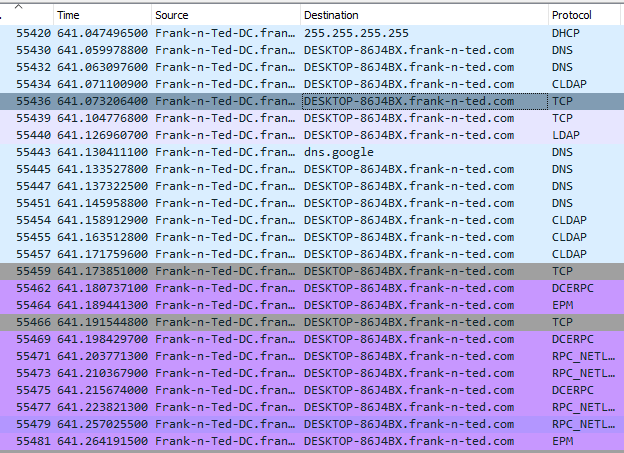 Time Source Destination Protocol
55420 641.047496500 Frank-n-Ted-DC.fran… 255.255.255.255 DHCP
55430 641.059978800 Frank-n-Ted-DC.fran… DESKTOP-86J4BX.frank-n-ted.com DNS
55432 641.063097600 Frank-n-Ted-DC.fran… DESKTOP-86J4BX.frank-n-ted.com DNS
55434 641.071100900 Frank-n-Ted-DC.fran… DESKTOP-86J4BX.frank-n-ted.com CLDAP
55436 641.073206400 Frank-n-Ted-DC.fran… DESKTOP-86J4BX.frank-n-ted.com TCP
55439 641.104776800 Frank-n-Ted-DC.fran… DESKTOP-86J4BX.frank-n-ted.com TCP
55440 641.126960700 Frank-n-Ted-DC.fran… DESKTOP-86J4BX.frank-n-ted.com LDAP
55443 641.130411100 Frank-n-Ted-DC.fran… dns.google DNS
55445 641.133527800 Frank-n-Ted-DC.fran… DESKTOP-86J4BX.frank-n-ted.com DNS
55447 641.137322500 Frank-n-Ted-DC.fran… DESKTOP-86J4BX.frank-n-ted.com DNS
55451 641.145958800 Frank-n-Ted-DC.fran… DESKTOP-86J4BX.frank-n-ted.com DNS
55454 641.158912900 Frank-n-Ted-DC.fran… DESKTOP-86J4BX.frank-n-ted.com CLDAP
55455 641.163512800 Frank-n-Ted-DC.fran… DESKTOP-86J4BX.frank-n-ted.com CLDAP
55457 641.171759600 Frank-n-Ted-DC.fran… DESKTOP-86J4BX.frank-n-ted.com CLDAP
55459 641.173851000 Frank-n-Ted-DC.fran… DESKTOP-86J4BX.frank-n-ted.com TCP
55462 641.180737100 Frank-n-Ted-DC.fran… DESKTOP-86J4BX.frank-n-ted.com DCERPC
55464 641.189441300 Frank-n-Ted-DC.fran… DESKTOP-86J4BX.frank-n-ted.com EPM
55466 641.191544800 Frank-n-Ted-DC.fran… DESKTOP-86J4BX.frank-n-ted.com TCP
55469 641.198429700 Frank-n-Ted-DC.fran… DESKTOP-86J4BX.frank-n-ted.com DCERPC
55471 641.203771300 Frank-n-Ted-DC.fran… DESKTOP-86J4BX.frank-n-ted.com RPC_NETL…
55473 641.210367900 Frank-n-Ted-DC.fran… DESKTOP-86J4BX.frank-n-ted.com RPC_NETL…
55475 641.215674000 Frank-n-Ted-DC.fran… DESKTOP-86J4BX.frank-n-ted.com DCERPC
55477 641.223821300 Frank-n-Ted-DC.fran… DESKTOP-86J4BX.frank-n-ted.com RPC_NETL…
55479 641.257025500 Frank-n-Ted-DC.fran… DESKTOP-86J4BX.frank-n-ted.com RPC_NETL…
55481 641.264191500 Frank-n-Ted-DC.fran… DESKTOP-86J4BX.frank-n-ted.com EPM